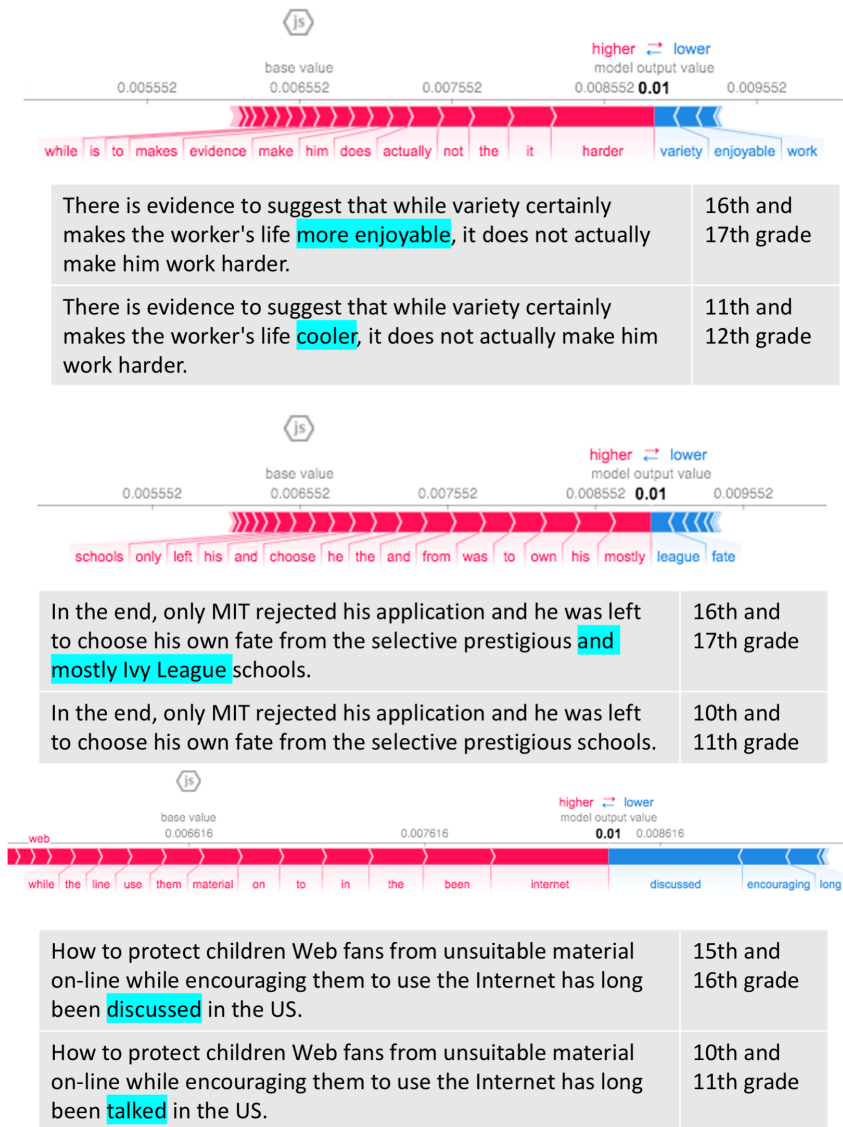 js
higher ⇄ lower
base value model output value
0.005552 0.006552 0.007552 0.008552 0.01 0.009552
while is to makes evidence make him does actually not the it harder variety enjoyable work
There is evidence to suggest that while variety certainly
makes the worker's life more enjoyable, it does not actually
make him work harder.
16th and
17th grade
There is evidence to suggest that while variety certainly
makes the worker's life cooler, it does not actually make him
work harder.
11th and
12th grade
js
higher ⇄ lower
base value model output value
0.005552 0.006552 0.007552 0.008552 0.01 0.009552
schools only left his and choose he the and from was to own his mostly league fate
In the end, only MIT rejected his application and he was left
to choose his own fate from the selective prestigious and
mostly Ivy League schools.
16th and
17th grade
In the end, only MIT rejected his application and he was left
to choose his own fate from the selective prestigious schools.
10th and
11th grade
js
higher ⇄ lower
base value model output value
0.006616 0.007616 0.01 0.008616
web
while the line use them material on to in the been internet discussed encouraging long
How to protect children Web fans from unsuitable material
on-line while encouraging them to use the Internet has long
been discussed in the US.
15th and
16th grade
How to protect children Web fans from unsuitable material
on-line while encouraging them to use the Internet has long
been talked in the US.
10th and
11th grade